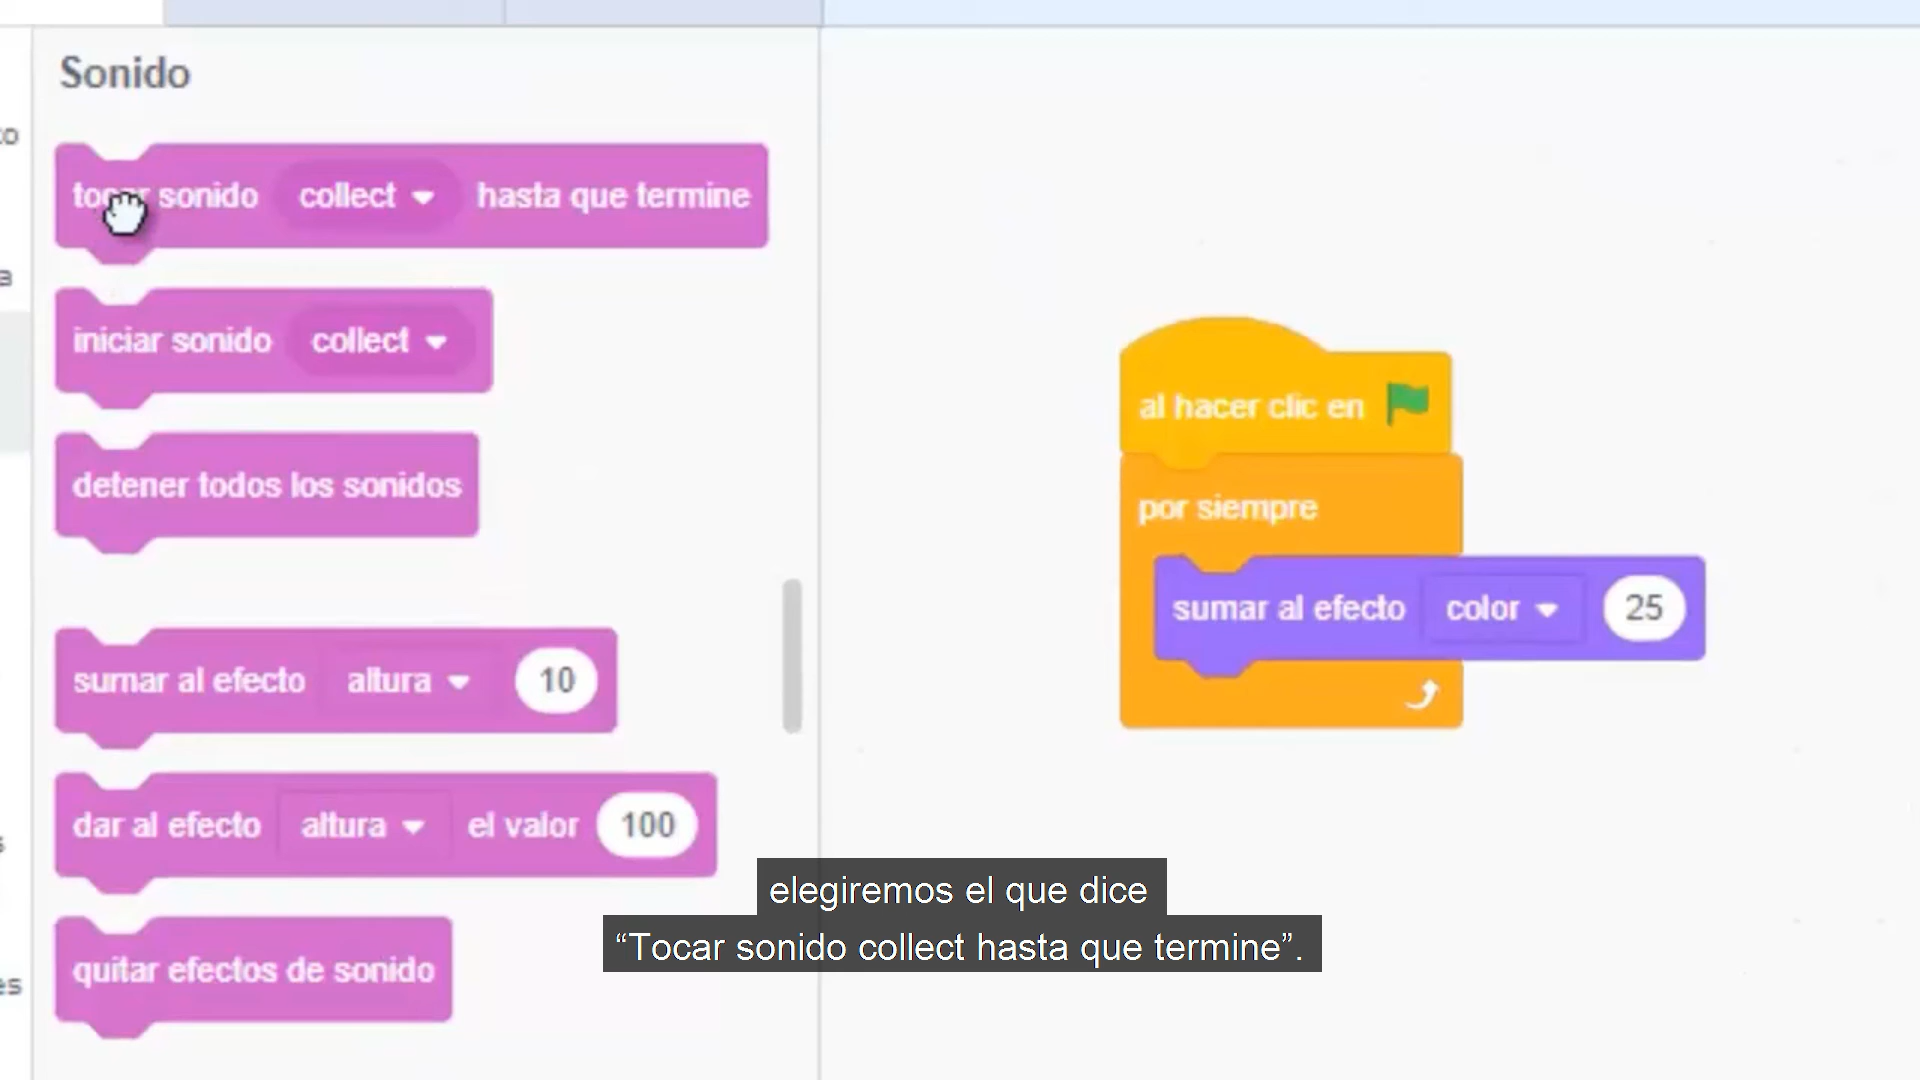 Sonido
tocar sonido collect hasta que termine
iniciar sonido collect
detener todos los sonidos
sumar al efecto altura 10
dar al efecto altura el valor 100
quitar efectos de sonido
al hacer clic en
por siempre
sumar al efecto color 25
elegiremos el que dice
“Tocar sonido collect hasta que termine”.